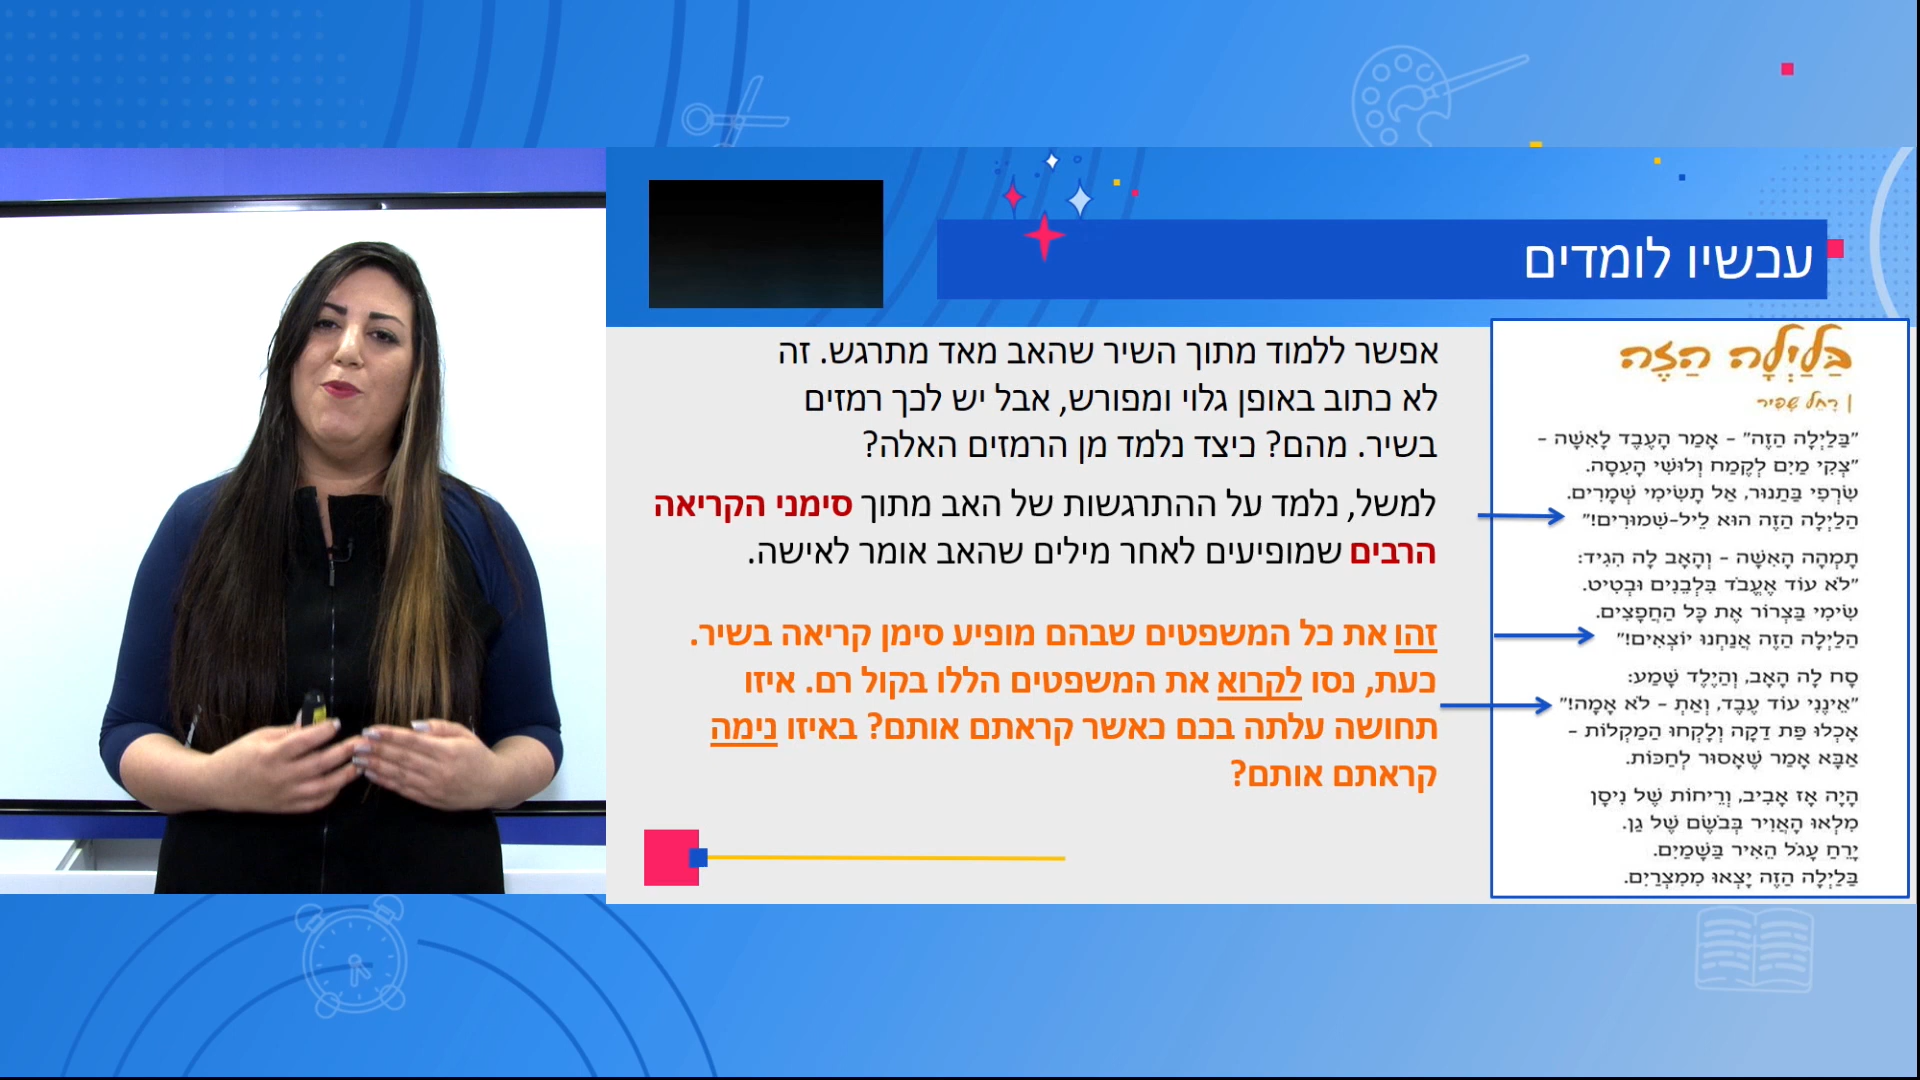 עכשיו לומדים
אפשר ללמוד מתוך השיר שהאב מאד מתרגש. זה
לא כתוב באופן גלוי ומפורש, אבל יש לכך רמזים
בשיר. מהם? כיצד נלמד מן הרמזים האלה?
למשל, נלמד על ההתרגשות של האב מתוך סימני הקריאה
הרבים שמופיעים לאחר מילים שהאב אומר לאישה.
זהו את כל המשפטים שבהם מופיע סימן קריאה בשיר.
כעת, נסו לקרוא את המשפטים הללו בקול רם. איזו
תחושה עלתה בכם כאשר קראתם אותם? באיזו נימה
קראתם אותם?
בַּלַּיְלָה הַזֶּה
| רָחֵל שַׁפִּיר
"בַּלַּיְלָה הַזֶּה" – אָמַר הָעֶבֶד לָאִשָּׁה –
"צְקִי מַיִם לְקֶמַח וְלוּשִׁי הָעִסָּה.
שִׂרְפִי בַּתַּנּוּר, אַל תָּשִׂימִי שְׁמָרִים.
הַלַּיְלָה הַזֶּה הוּא לֵיל-שִׁמּוּרִים!"
תָּמְהָה הָאִשָּׁה – וְהָאָב לָהּ הִגִּיד:
"לֹא עוֹד אֶעֱבֹד בִּלְבֵנִים וּבְטִיט.
שִׂימִי בַּצְּרוֹר אֶת כָּל הַחֲפָצִים.
הַלַּיְלָה הַזֶּה אֲנַחְנוּ יוֹצְאִים!"
סָח לָהּ הָאָב, וְהַיֶּלֶד שָׁמַע:
"אֵינֶנִּי עוֹד עֶבֶד, וְאַתְּ – לֹא אָמָה!"
אָכְלוּ פַּת דַּקָּה וְלָקְחוּ הַמַּקְלוֹת –
אַבָּא אָמַר שֶׁאָסוּר לְחַכּוֹת.
הָיָה אָז אָבִיב, וְרֵיחוֹת שֶׁל נִיסָן
מִלְאוּ הָאֲוִיר בְּבֹשֶׂם שֶׁל גַּן.
יָרֵחַ עָגֹל הֵאִיר בַּשָּׁמַיִם.
בַּלַּיְלָה הַזֶּה יָצְאוּ מִמִּצְרַיִם.